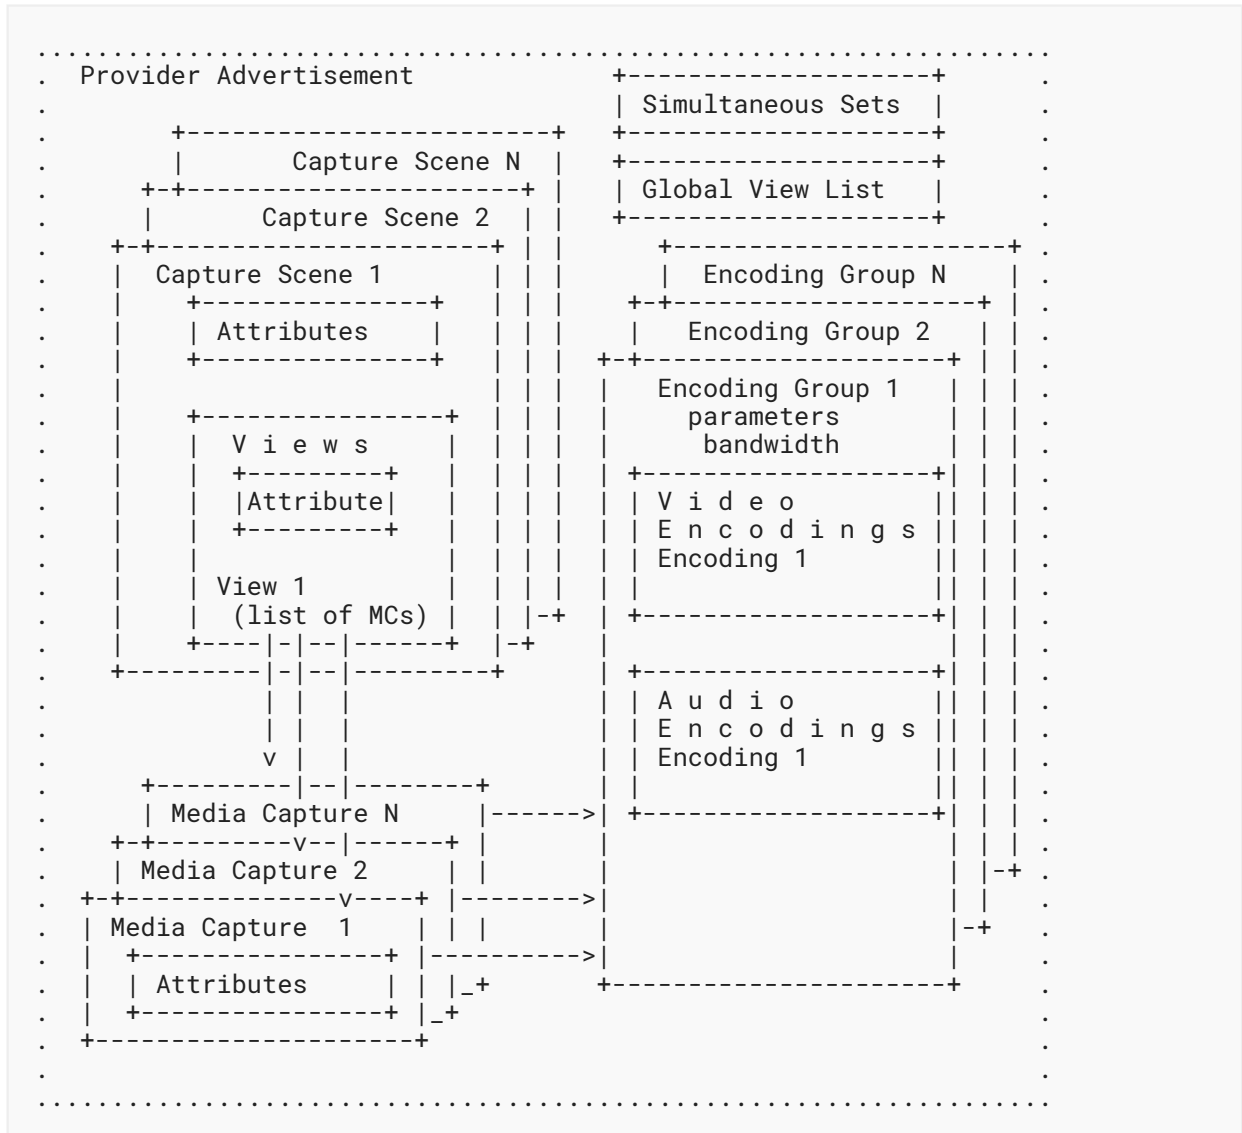 Provider Advertisement
Simultaneous Sets
Capture Scene N
Global View List
Capture Scene 2
Capture Scene 1
Encoding Group N
Attributes
Encoding Group 2
Encoding Group 1
parameters
V i e w s
bandwidth
Attribute
V i d e o
E n c o d i n g s
Encoding 1
View 1
(list of MCs)
A u d i o
E n c o d i n g s
v
Encoding 1
Media Capture N
v
Media Capture 2
v
Media Capture 1
Attributes